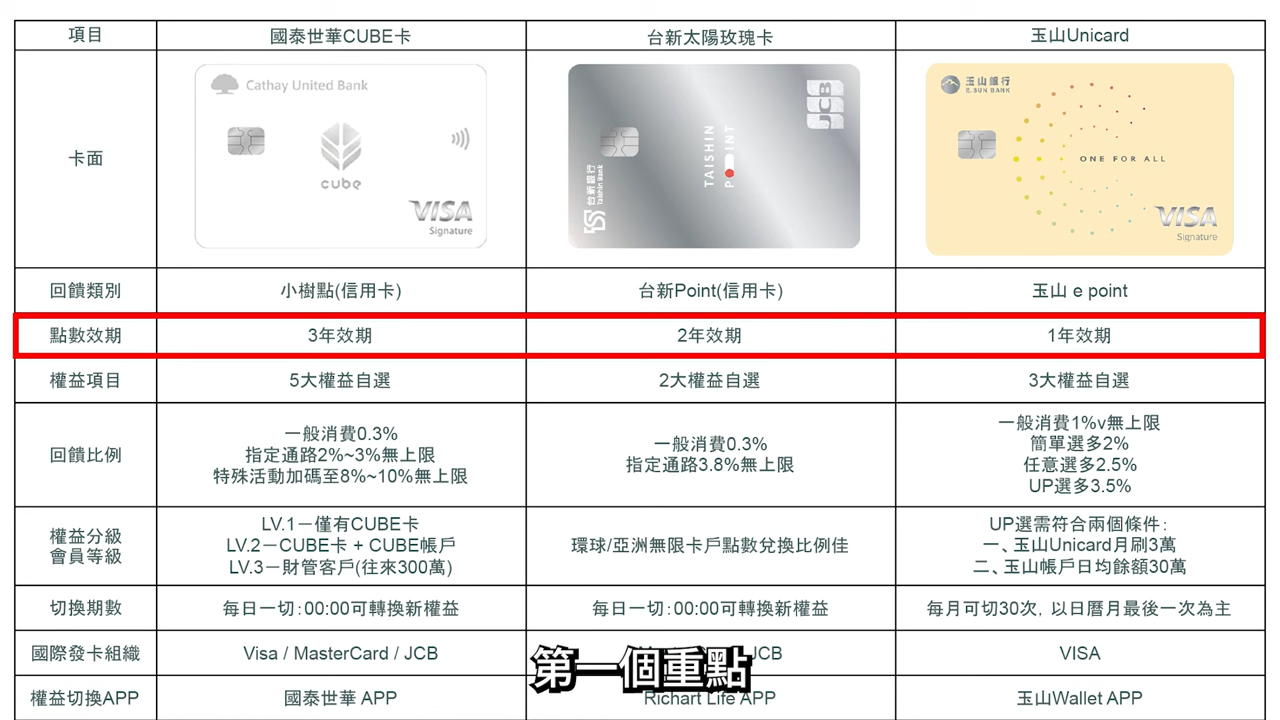 項目
國泰世華CUBE卡
台新太陽玫瑰卡
玉山Unicard
卡面
Cathay United Bank
cube
VISA
Signature
台新銀行
Taishin Bank
TAISHIN
POINT
JCB
玉山銀行
E.SUN BANK
ONE FOR ALL
VISA
Signature
回饋類別
小樹點(信用卡)
台新Point(信用卡)
玉山 e point
點數效期
3年效期
2年效期
1年效期
權益項目
5大權益自選
2大權益自選
3大權益自選
回饋比例
一般消費0.3%
指定通路2%~3%無上限
特殊活動加碼至8%~10%無上限
一般消費0.3%
指定通路3.8%無上限
一般消費1%v無上限
簡單選多2%
任意選多2.5%
UP選多3.5%
權益分級
會員等級
LV.1－僅有CUBE卡
LV.2－CUBE卡 + CUBE帳戶
LV.3－財管客戶(往來300萬)
環球/亞洲無限卡戶點數兌換比例佳
UP選需符合兩個條件：
一、玉山Unicard月刷3萬
二、玉山帳戶日均餘額30萬
切換期數
每日一切：00:00可轉換新權益
每日一切：00:00可轉換新權益
每月可切30次，以日曆月最後一次為主
國際發卡組織
Visa / MasterCard / JCB
JCB
VISA
權益切換APP
國泰世華 APP
Richart Life APP
玉山Wallet APP
第一個重點